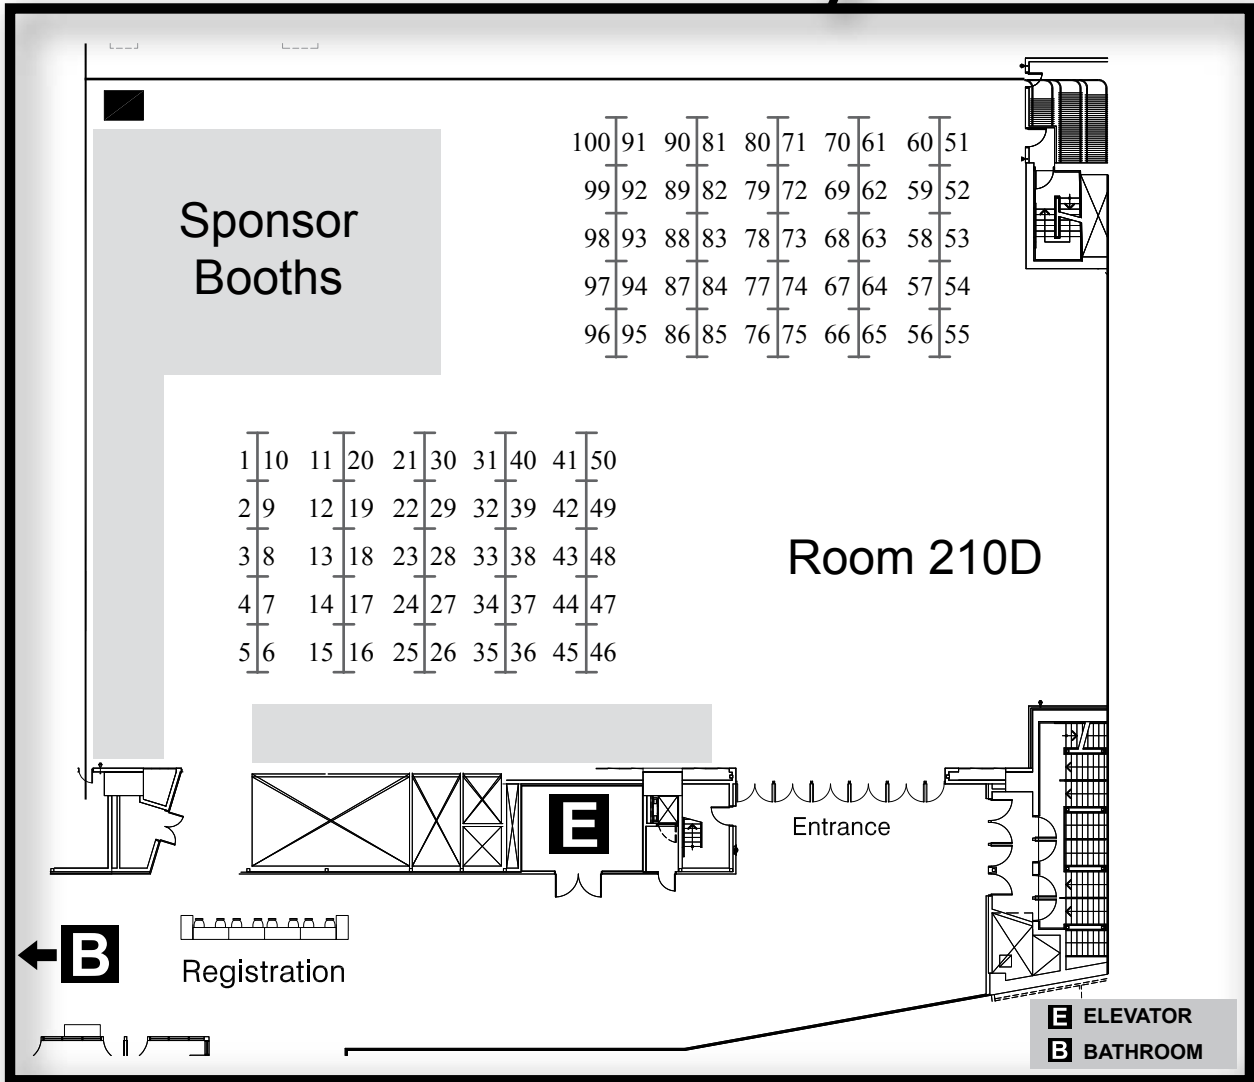 100 91 90 81 80 71 70 61 60 51
99 92 89 82 79 72 69 62 59 52
98 93 88 83 78 73 68 63 58 53
97 94 87 84 77 74 67 64 57 54
96 95 86 85 76 75 66 65 56 55
Sponsor
Booths
1 10 11 20 21 30 31 40 41 50
2 9 12 19 22 29 32 39 42 49
3 8 13 18 23 28 33 38 43 48
4 7 14 17 24 27 34 37 44 47
5 6 15 16 25 26 35 36 45 46
Room 210D
E
Entrance
B
Registration
E ELEVATOR
B BATHROOM